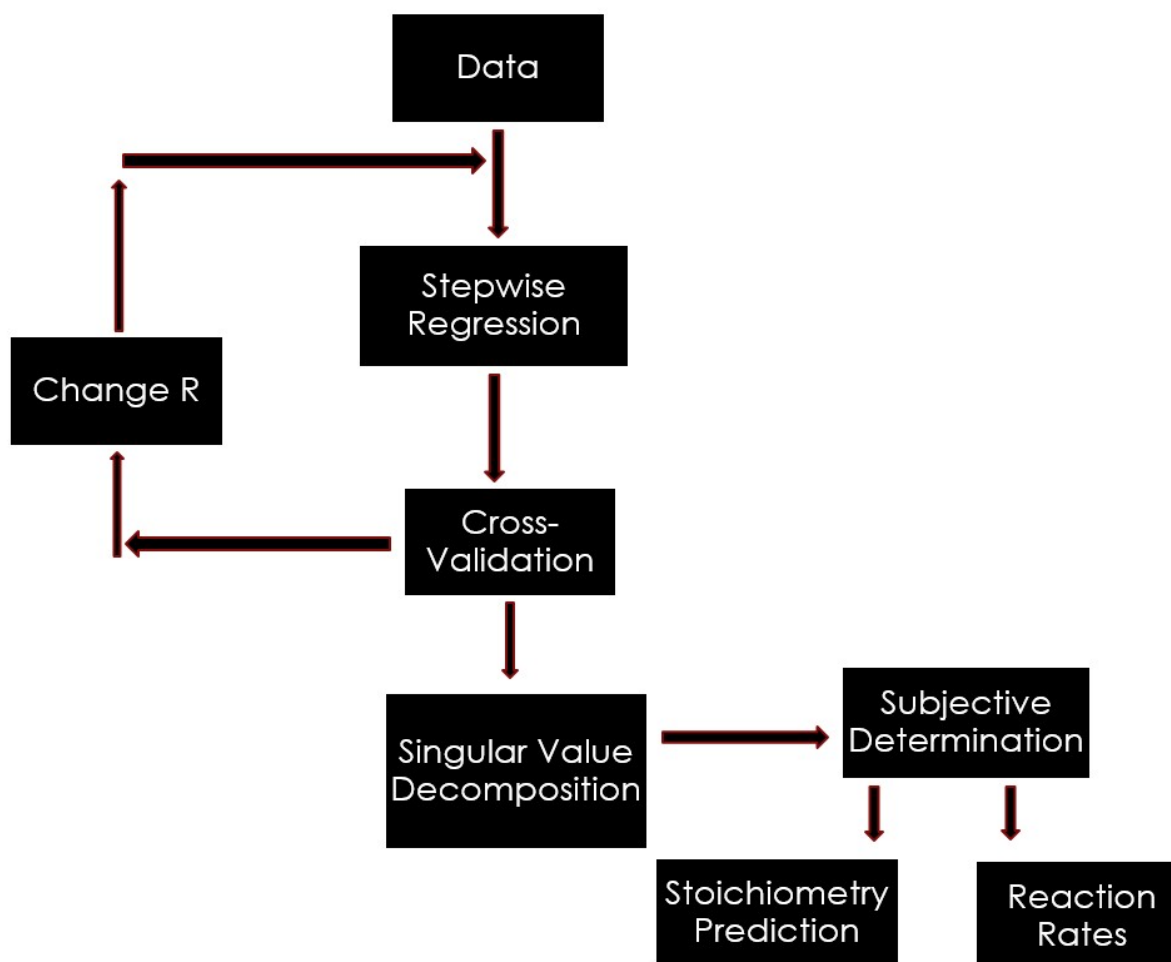 Data
Stepwise
Regression
Change R
Cross-
Validation
Singular Value
Decomposition
Subjective
Determination
Stoichiometry
Prediction
Reaction
Rates